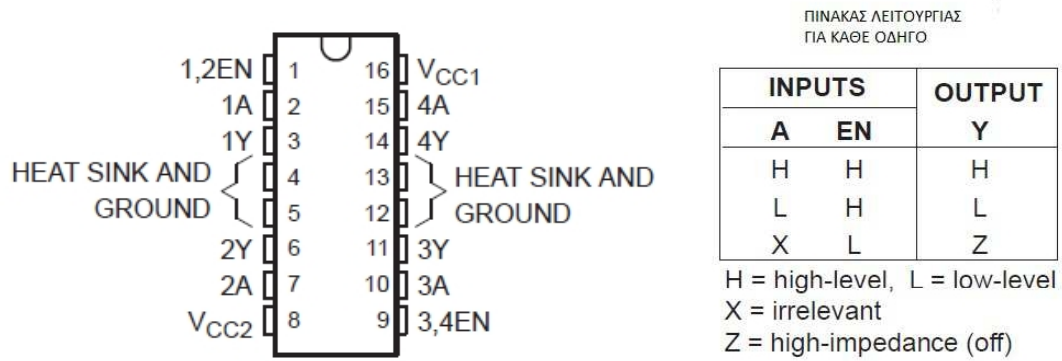 ΠΙΝΑΚΑΣ ΛΕΙΤΟΥΡΓΙΑΣ
ΓΙΑ ΚΑΘΕ ΟΔΗΓΟ
1,2EN 1 16 VCC1
1A 2 15 4A
1Y 3 14 4Y
HEAT SINK AND 4 13 HEAT SINK AND
GROUND 5 12 GROUND
2Y 6 11 3Y
2A 7 10 3A
VCC2 8 9 3,4EN
INPUTS OUTPUT
A EN Y
H H H
L H L
X L Z
H = high-level, L = low-level
X = irrelevant
Z = high-impedance (off)